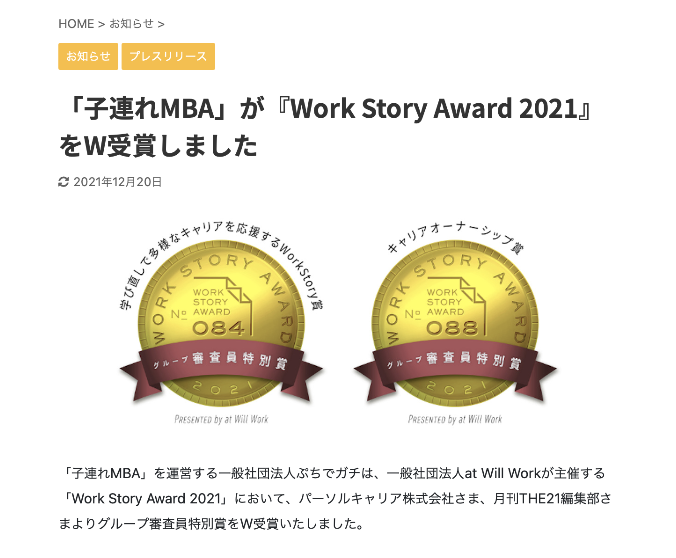 HOME > お知らせ >
お知らせ プレスリリース
「子連れMBA」が『Work Story Award 2021』
をW受賞しました
2021年12月20日
学び直しで多様なキャリアを応援するWorkStory賞
WORK STORY AWARD
WORK
STORY
AWARD
No 084
グループ 審査員特別賞
2021
PRESENTED by at Will Work
キャリアオーナーシップ賞
WORK STORY AWARD
WORK
STORY
AWARD
No 088
グループ 審査員特別賞
2021
PRESENTED by at Will Work
「子連れMBA」を運営する一般社団法人ぷちでガチは、一般社団法人at Will Workが主催する
「Work Story Award 2021」において、パーソルキャリア株式会社さま、月刊THE21編集部さ
まよりグループ審査員特別賞をW受賞いたしました。